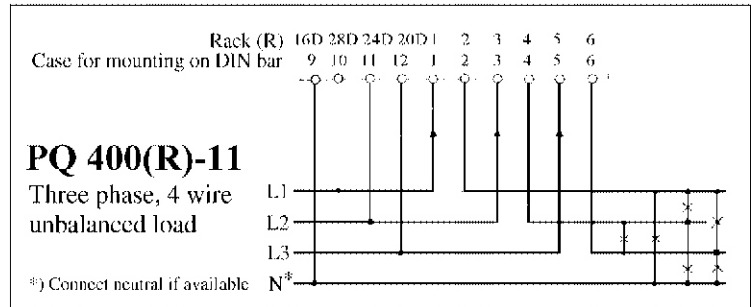 Rack (R) 16D 28D 24D 20D 1 2 3 4 5 6
Case for mounting on DIN bar 9 10 11 12 1 2 3 4 5 6
PQ 400(R)-11
Three phase, 4 wire
unbalanced load
L1
L2
L3
*) Connect neutral if available N*